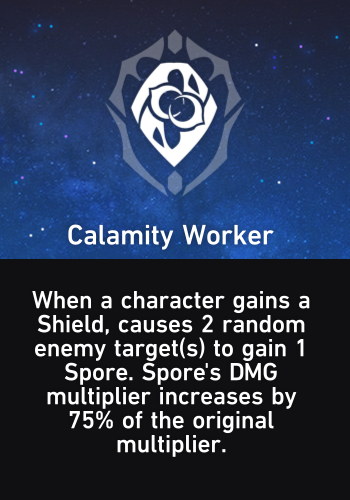 Calamity Worker
When a character gains a
Shield, causes 2 random
enemy target(s) to gain 1
Spore. Spore's DMG
multiplier increases by
75% of the original
multiplier.